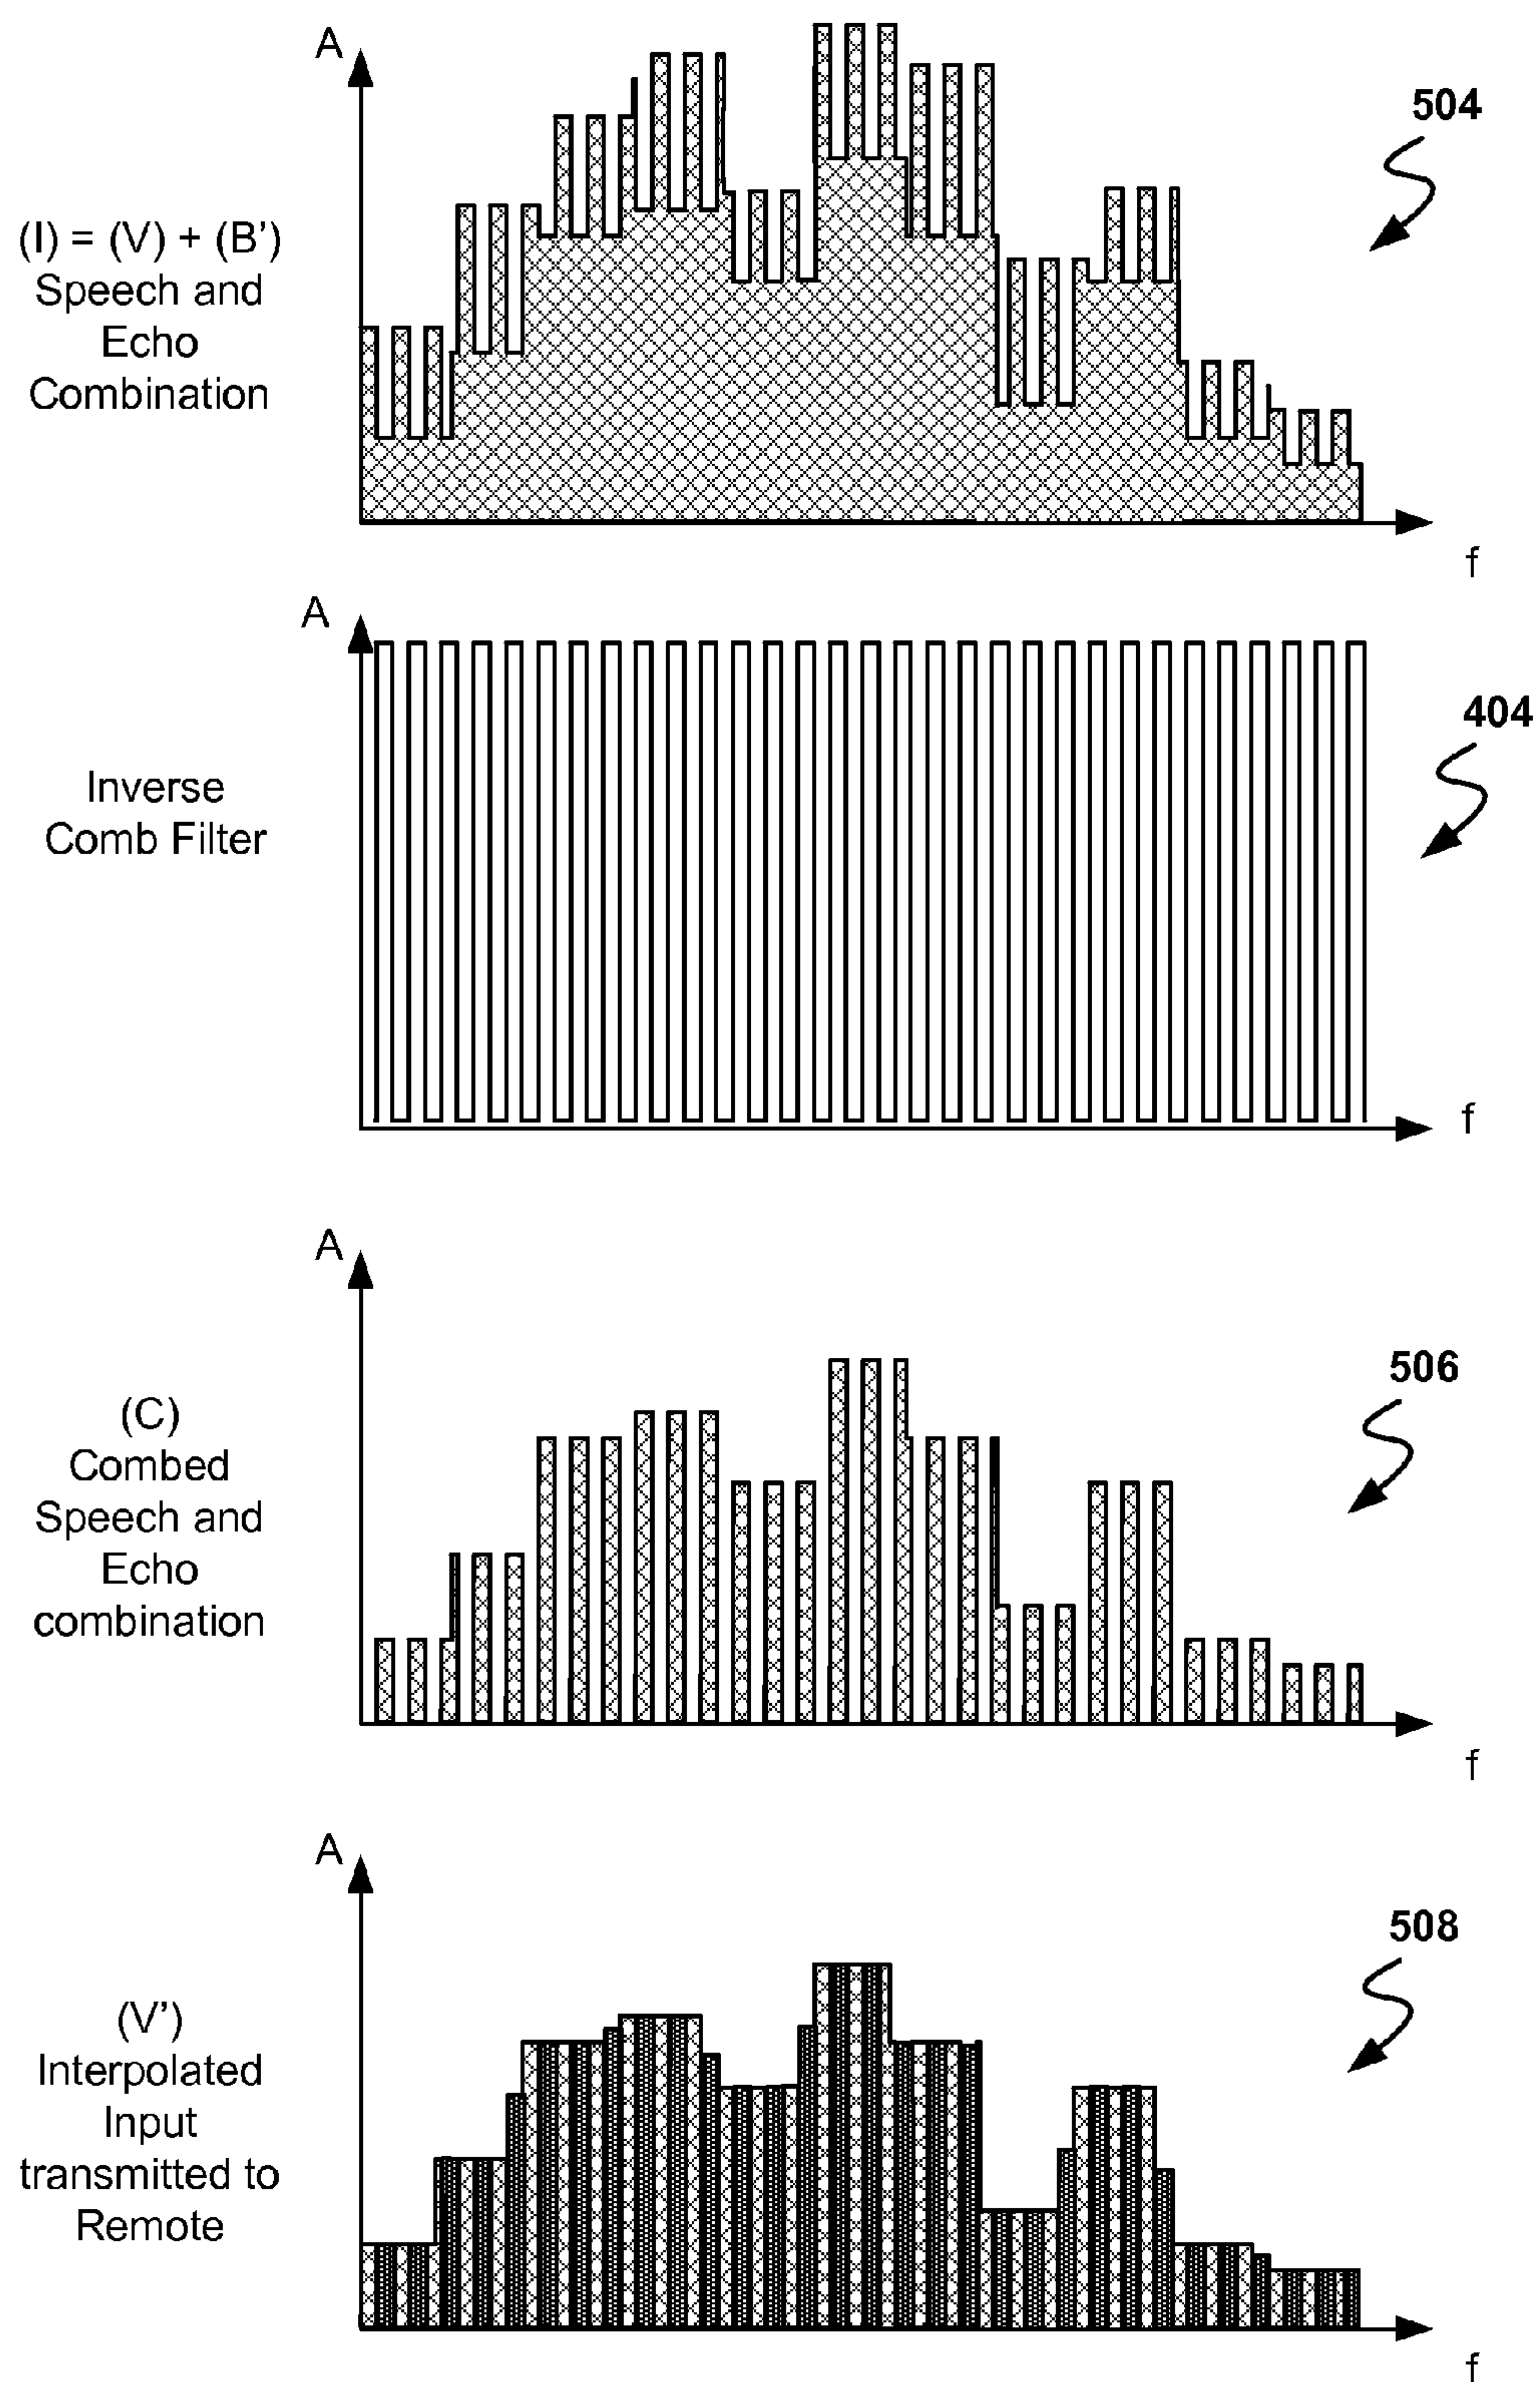 A
504
(I) = (V) + (B’)
Speech and
Echo
Combination
f
A
404
Inverse
Comb Filter
f
A
506
(C)
Combed
Speech and
Echo
combination
f
A
508
(V’)
Interpolated
Input
transmitted to
Remote
f